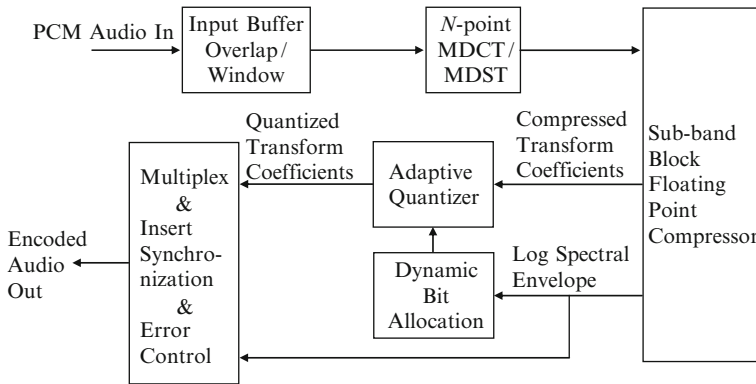 PCM Audio In
Input Buffer
Overlap/
Window
N-point
MDCT/
MDST
Sub-band
Block
Floating
Point
Compressor
Compressed
Transform
Coefficients
Adaptive
Quantizer
Quantized
Transform
Coefficients
Log Spectral
Envelope
Dynamic
Bit
Allocation
Multiplex
&
Insert
Synchro-
nization
&
Error
Control
Encoded
Audio
Out